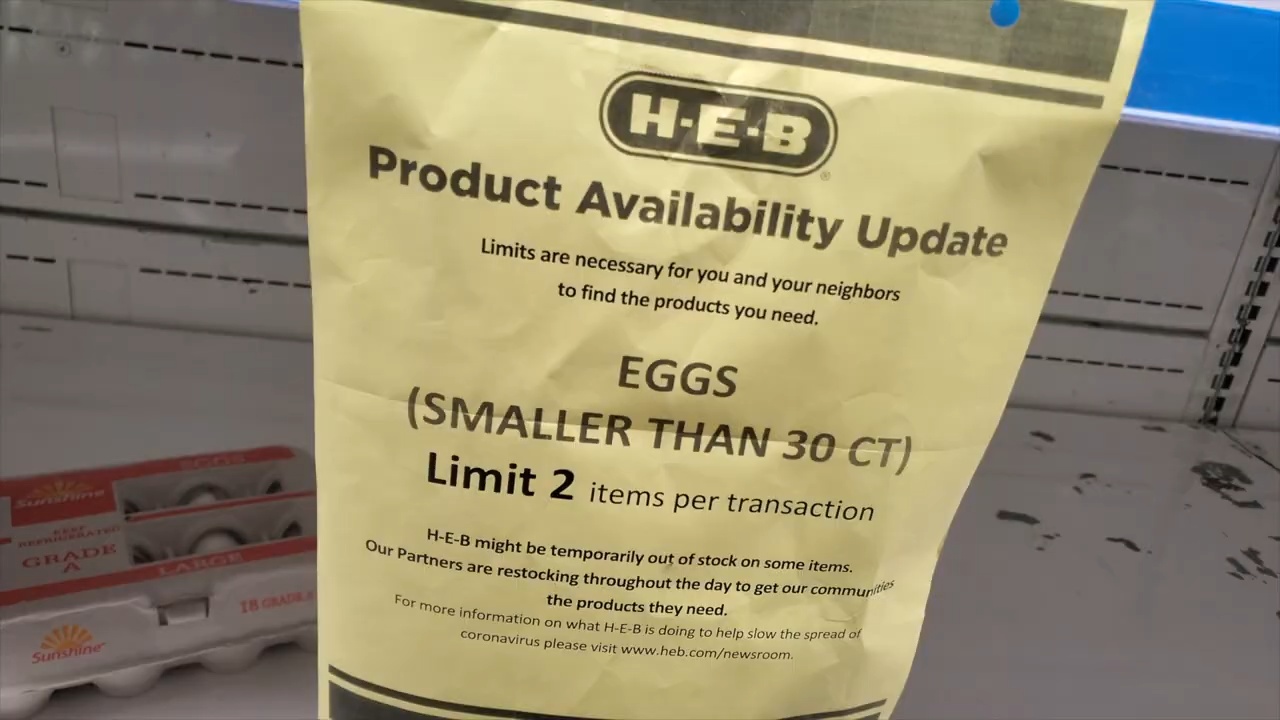 H-E-B
®
Product Availability Update
Limits are necessary for you and your neighbors
to find the products you need.
EGGS
(SMALLER THAN 30 CT)
Limit 2 items per transaction
H-E-B might be temporarily out of stock on some items.
Our Partners are restocking throughout the day to get our communities
the products they need.
For more information on what H-E-B is doing to help slow the spread of
coronavirus please visit www.heb.com/newsroom.
EGGS
Sunshine
KEEP
REFRIGERATED
GRADE
A
LARGE
18 GRADE A
Sunshine